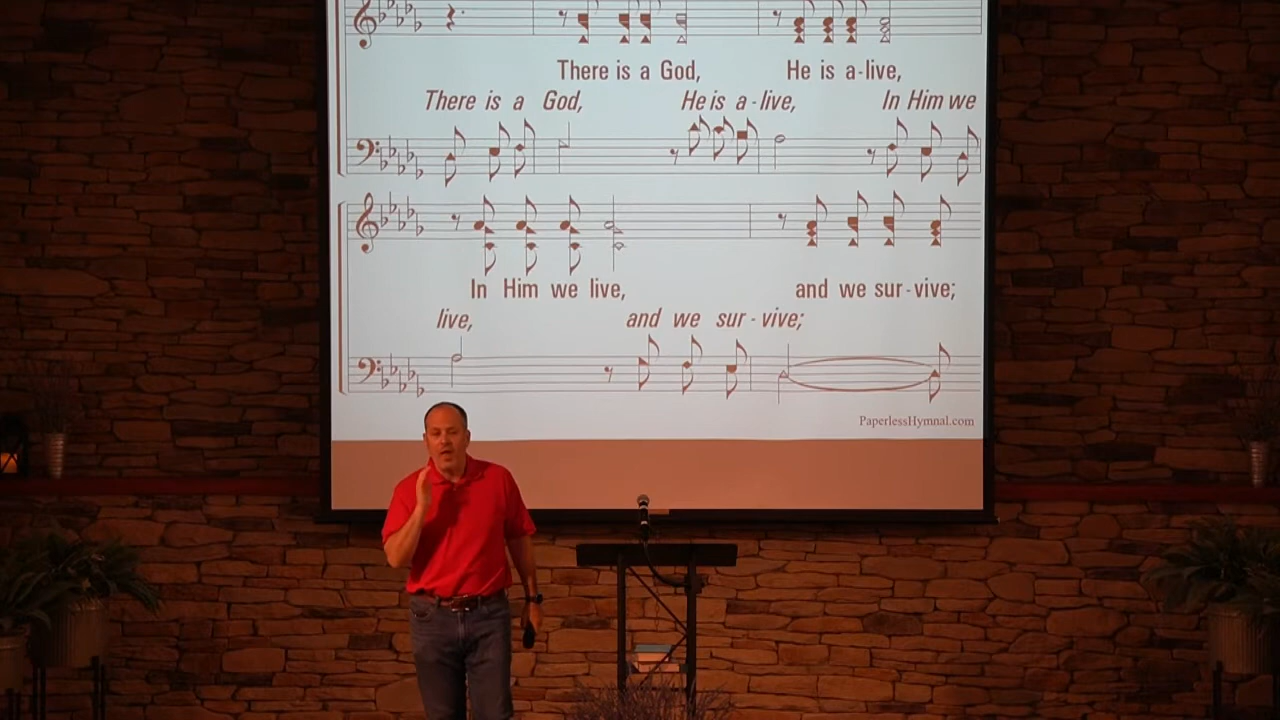 There is a God, He is a-live,
There is a God, He is a-live, In Him we
In Him we live, and we sur-vive;
live, and we sur-vive;
PaperlessHymnal.com